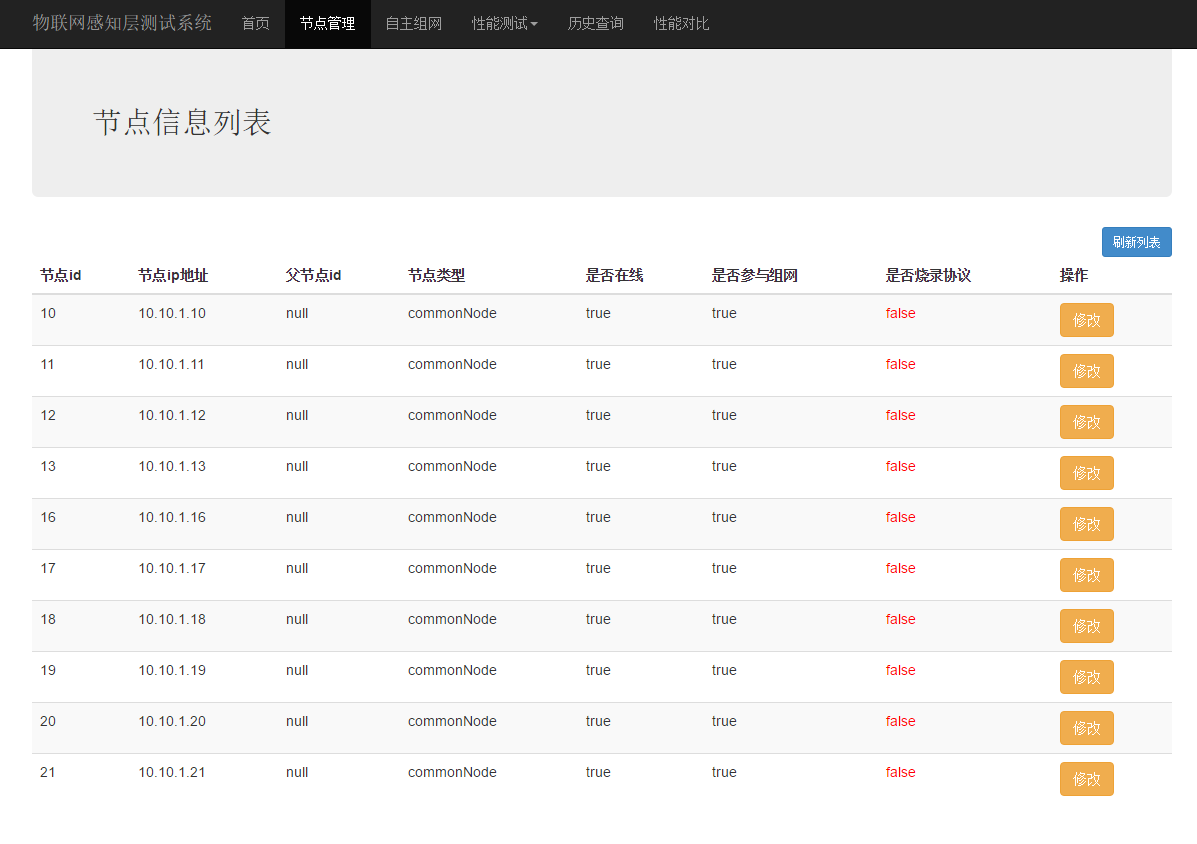 物联网感知层测试系统 首页 节点管理 自主组网 性能测试 历史查询 性能对比
节点信息列表
刷新列表
节点id 节点ip地址 父节点id 节点类型 是否在线 是否参与组网 是否烧录协议 操作
10 10.10.1.10 null commonNode true true false 修改
11 10.10.1.11 null commonNode true true false 修改
12 10.10.1.12 null commonNode true true false 修改
13 10.10.1.13 null commonNode true true false 修改
16 10.10.1.16 null commonNode true true false 修改
17 10.10.1.17 null commonNode true true false 修改
18 10.10.1.18 null commonNode true true false 修改
19 10.10.1.19 null commonNode true true false 修改
20 10.10.1.20 null commonNode true true false 修改
21 10.10.1.21 null commonNode true true false 修改